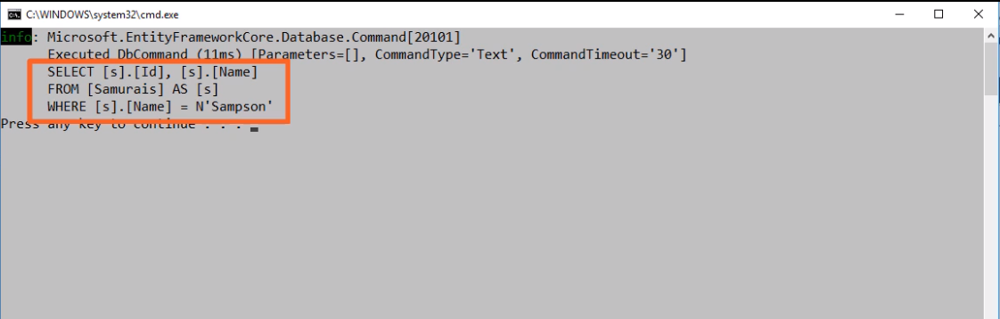 C:\WINDOWS\system32\cmd.exe
info: Microsoft.EntityFrameworkCore.Database.Command[20101]
Executed DbCommand (11ms) [Parameters=[], CommandType='Text', CommandTimeout='30']
SELECT [s].[Id], [s].[Name]
FROM [Samurais] AS [s]
WHERE [s].[Name] = N'Sampson'
Press any key to continue . . .